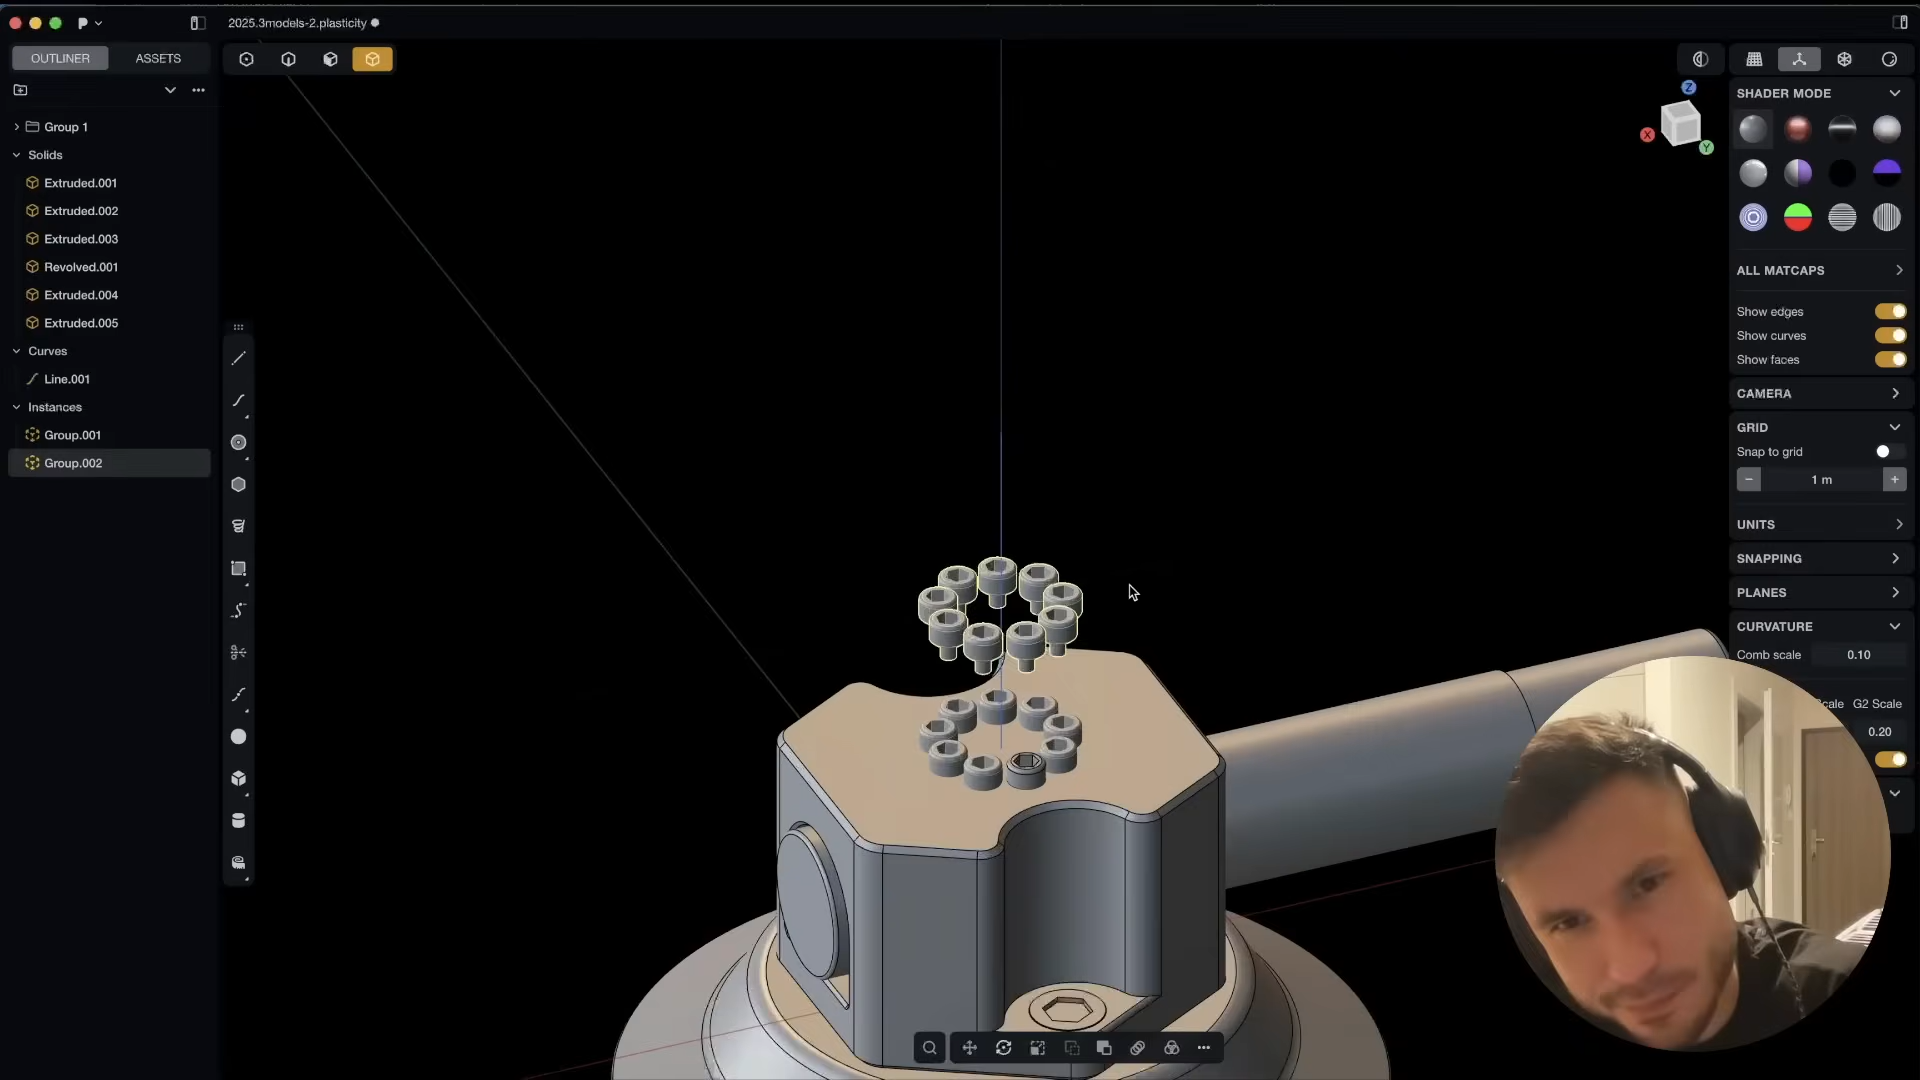 2025.3models-2.plasticity
OUTLINER
ASSETS
Group 1
Solids
Extruded.001
Extruded.002
Extruded.003
Revolved.001
Extruded.004
Extruded.005
Curves
Line.001
Instances
Group.001
Group.002
Z
X
Y
SHADER MODE
ALL MATCAPS
Show edges
Show curves
Show faces
CAMERA
GRID
Snap to grid
− 1 m +
UNITS
SNAPPING
PLANES
CURVATURE
Comb scale 0.10
G2 Scale
0.20